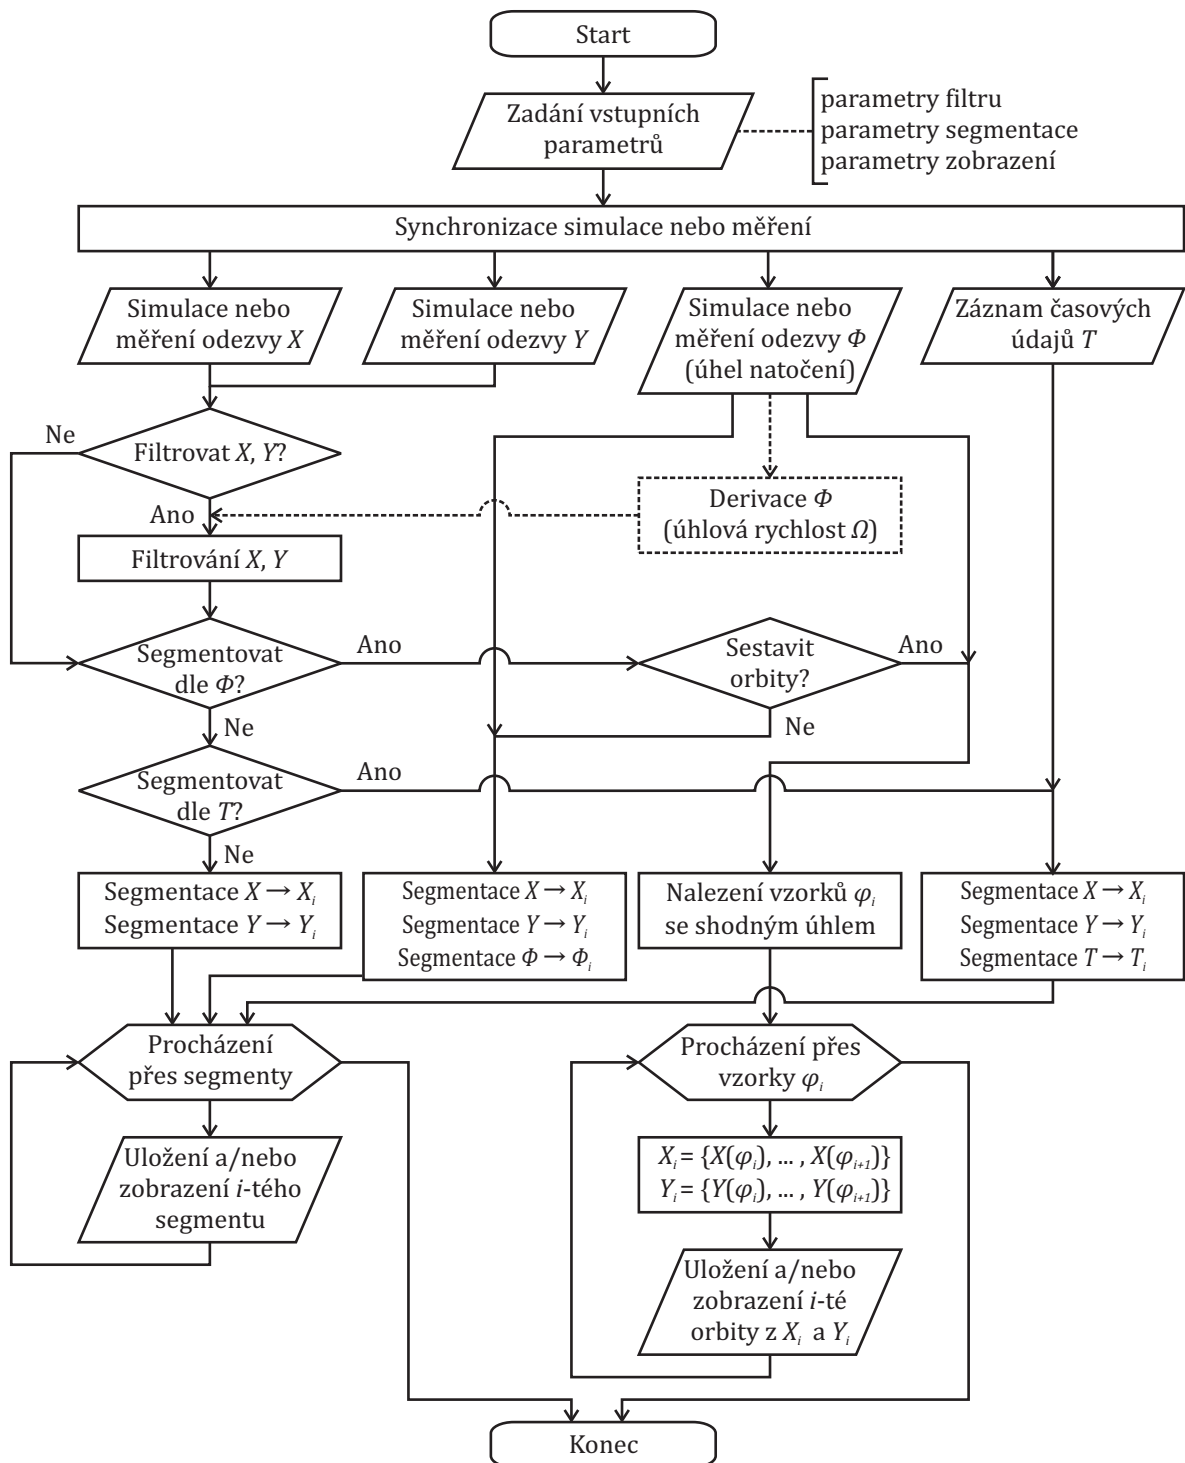 Start
Zadání vstupních
parametrů
parametry filtru
parametry segmentace
parametry zobrazení
Synchronizace simulace nebo měření
Simulace nebo
měření odezvy X
Simulace nebo
měření odezvy Y
Simulace nebo
měření odezvy Φ
(úhel natočení)
Záznam časových
údajů T
Ne
Filtrovat X, Y?
Ano
Derivace Φ
(úhlová rychlost Ω)
Filtrování X, Y
Segmentovat
dle Φ?
Ano
Sestavit
orbity?
Ano
Ne
Ne
Segmentovat
dle T?
Ano
Ne
Segmentace X → Xᵢ
Segmentace Y → Yᵢ
Segmentace X → Xᵢ
Segmentace Y → Yᵢ
Segmentace Φ → Φᵢ
Nalezení vzorků φᵢ
se shodným úhlem
Segmentace X → Xᵢ
Segmentace Y → Yᵢ
Segmentace T → Tᵢ
Procházení
přes segmenty
Procházení přes
vzorky φᵢ
Uložení a/nebo
zobrazení i-tého
segmentu
Xᵢ = {X(φᵢ), ... , X(φᵢ₊₁)}
Yᵢ = {Y(φᵢ), ... , Y(φᵢ₊₁)}
Uložení a/nebo
zobrazení i-té
orbity z Xᵢ a Yᵢ
Konec